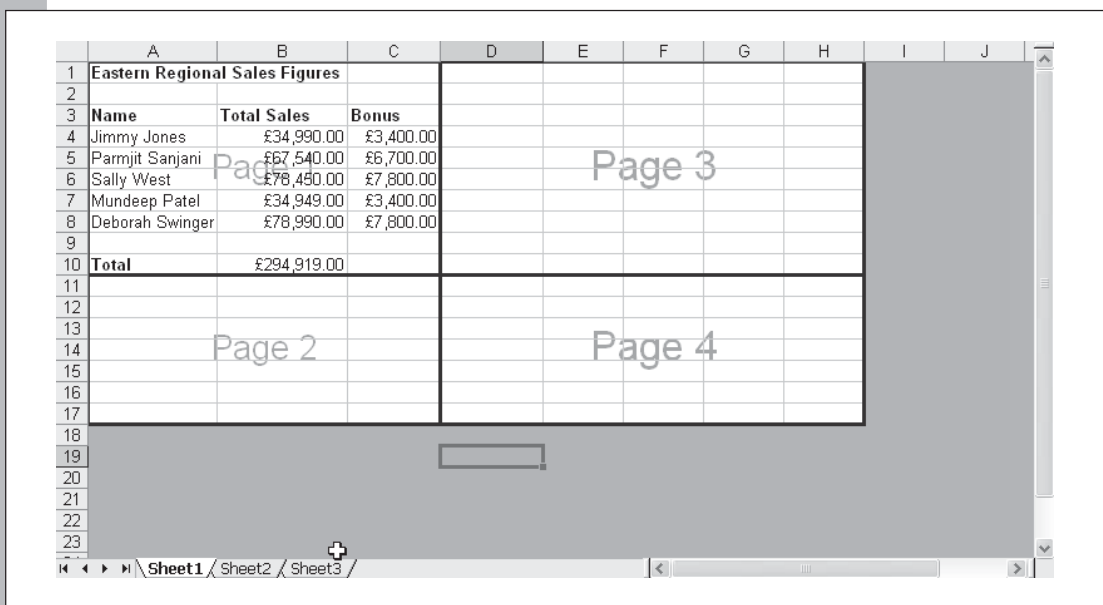 A B C D E F G H I J
1 Eastern Regional Sales Figures
2
3 Name Total Sales Bonus
4 Jimmy Jones £34,990.00 £3,400.00
5 Parmjit Sanjani £67,540.00 £6,700.00
Page 1 Page 3
6 Sally West £78,450.00 £7,800.00
7 Mundeep Patel £34,949.00 £3,400.00
8 Deborah Swinger £78,990.00 £7,800.00
9
10 Total £294,919.00
11
12
13
Page 2 Page 4
14
15
16
17
18
19
20
21
22
23
Sheet1 Sheet2 Sheet3